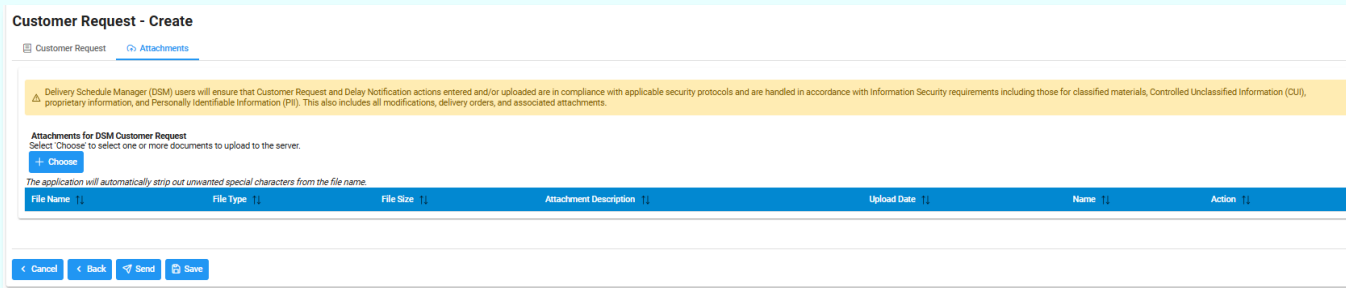 Customer Request - Create
Customer Request Attachments
Delivery Schedule Manager (DSM) users will ensure that Customer Request and Delay Notification actions entered and/or uploaded are in compliance with applicable security protocols and are handled in accordance with Information Security requirements including those for classified materials, Controlled Unclassified Information (CUI),
proprietary information, and Personally Identifiable Information (PII). This also includes all modifications, delivery orders, and associated attachments.
Attachments for DSM Customer Request
Select 'Choose' to select one or more documents to upload to the server.
+ Choose
The application will automatically strip out unwanted special characters from the file name.
File Name File Type File Size Attachment Description Upload Date Name Action
Cancel Back Send Save